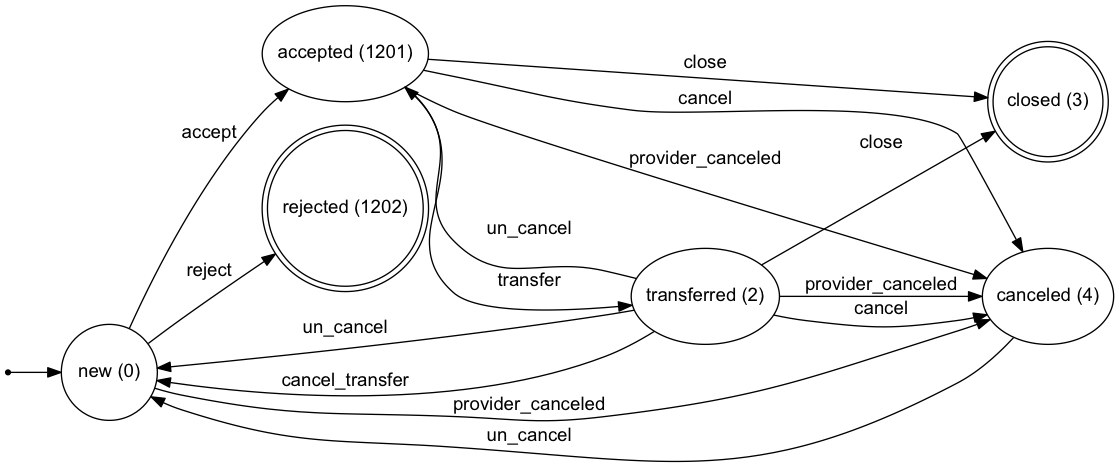 accepted (1201)
close
closed (3)
cancel
accept
close
provider_canceled
rejected (1202)
un_cancel
reject
transfer
transferred (2)
provider_canceled
canceled (4)
cancel
un_cancel
new (0)
cancel_transfer
provider_canceled
un_cancel